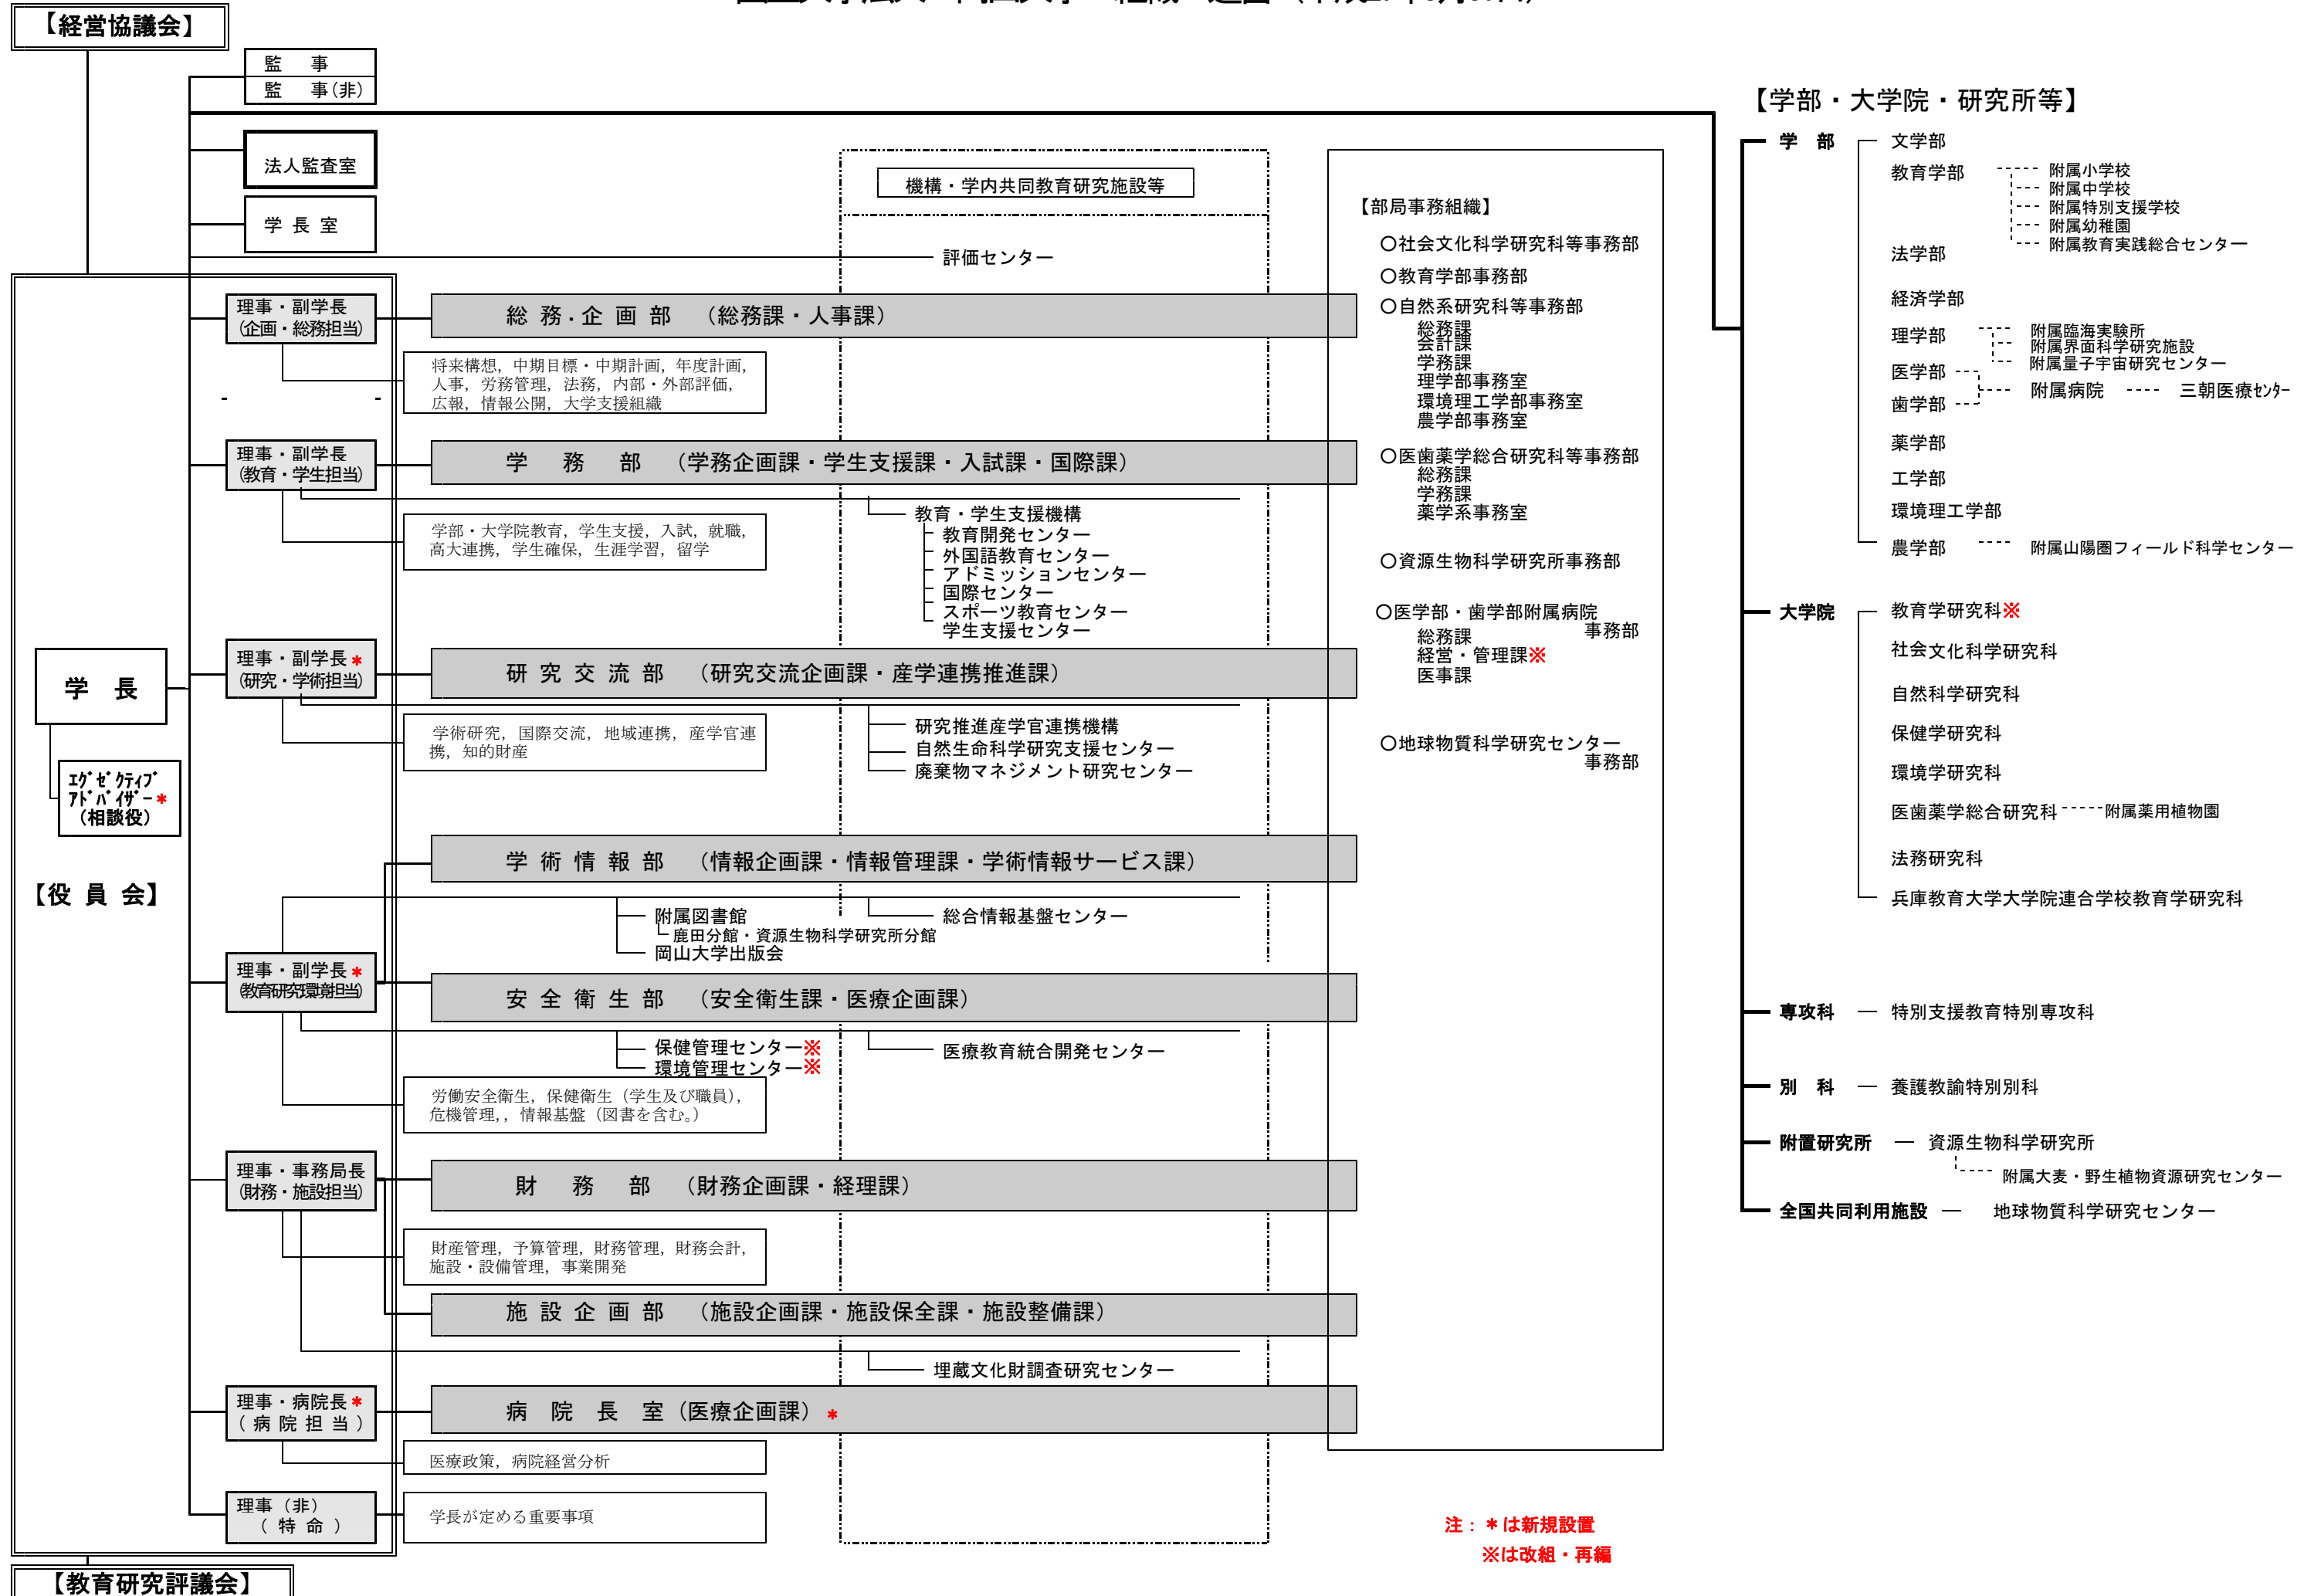 【経営協議会】
監　事
監　事(非)
法人監査室
学 長 室
機構・学内共同教育研究施設等
評価センター
理事・副学長
(企画・総務担当)
総 務．企 画 部　（総務課・人事課）
将来構想，中期目標・中期計画，年度計画，
人事，労務管理，法務，内部・外部評価，
広報，情報公開，大学支援組織
理事・副学長
(教育・学生担当)
学　務　部　（学務企画課・学生支援課・入試課・国際課）
学部・大学院教育，学生支援，入試，就職，
高大連携，学生確保，生涯学習，留学
教育・学生支援機構
教育開発センター
外国語教育センター
アドミッションセンター
国際センター
スポーツ教育センター
学生支援センター
理事・副学長＊
(研究・学術担当)
研 究 交 流 部　（研究交流企画課・産学連携推進課）
学術研究，国際交流，地域連携，産学官連
携，知的財産
研究推進産学官連携機構
自然生命科学研究支援センター
廃棄物マネジメント研究センター
学　長
ｴｸﾞｾﾞｸﾃｨﾌﾞ
ｱﾄﾞﾊﾞｲｻﾞｰ＊
（相談役）
【役 員 会】
学 術 情 報 部　（情報企画課・情報管理課・学術情報サービス課）
附属図書館
鹿田分館・資源生物科学研究所分館
岡山大学出版会
総合情報基盤センター
理事・副学長＊
(教育研究環境担当)
安 全 衛 生 部　（安全衛生課・医療企画課）
保健管理センター※
環境管理センター※
医療教育統合開発センター
労働安全衛生，保健衛生（学生及び職員），
危機管理，，情報基盤（図書を含む。）
理事・事務局長
(財務・施設担当)
財　務　部　（財務企画課・経理課）
財産管理，予算管理，財務管理，財務会計，
施設・設備管理，事業開発
施 設 企 画 部　（施設企画課・施設保全課・施設整備課）
埋蔵文化財調査研究センター
理事・病院長＊
（ 病 院 担 当 ）
病　院　長　室（医療企画課）＊
医療政策，病院経営分析
理事（非）
（ 特 命 ）
学長が定める重要事項
【教育研究評議会】
【部局事務組織】
○社会文化科学研究科等事務部
○教育学部事務部
○自然系研究科等事務部
総務課
会計課
学務課
理学部事務室
環境理工学部事務室
農学部事務室
○医歯薬学総合研究科等事務部
総務課
学務課
薬学系事務室
○資源生物科学研究所事務部
○医学部・歯学部附属病院
事務部
総務課
経営・管理課※
医事課
○地球物質科学研究センター
事務部
注：＊は新規設置
※は改組・再編
【学部・大学院・研究所等】
学　部
文学部
教育学部
附属小学校
附属中学校
附属特別支援学校
附属幼稚園
附属教育実践総合センター
法学部
経済学部
理学部
附属臨海実験所
附属界面科学研究施設
附属量子宇宙研究センター
医学部
附属病院
三朝医療ｾﾝﾀｰ
歯学部
薬学部
工学部
環境理工学部
農学部
附属山陽圏フィールド科学センター
大学院
教育学研究科※
社会文化科学研究科
自然科学研究科
保健学研究科
環境学研究科
医歯薬学総合研究科
附属薬用植物園
法務研究科
兵庫教育大学大学院連合学校教育学研究科
専攻科
特別支援教育特別専攻科
別　科
養護教諭特別別科
附置研究所
資源生物科学研究所
附属大麦・野生植物資源研究センター
全国共同利用施設
地球物質科学研究センター